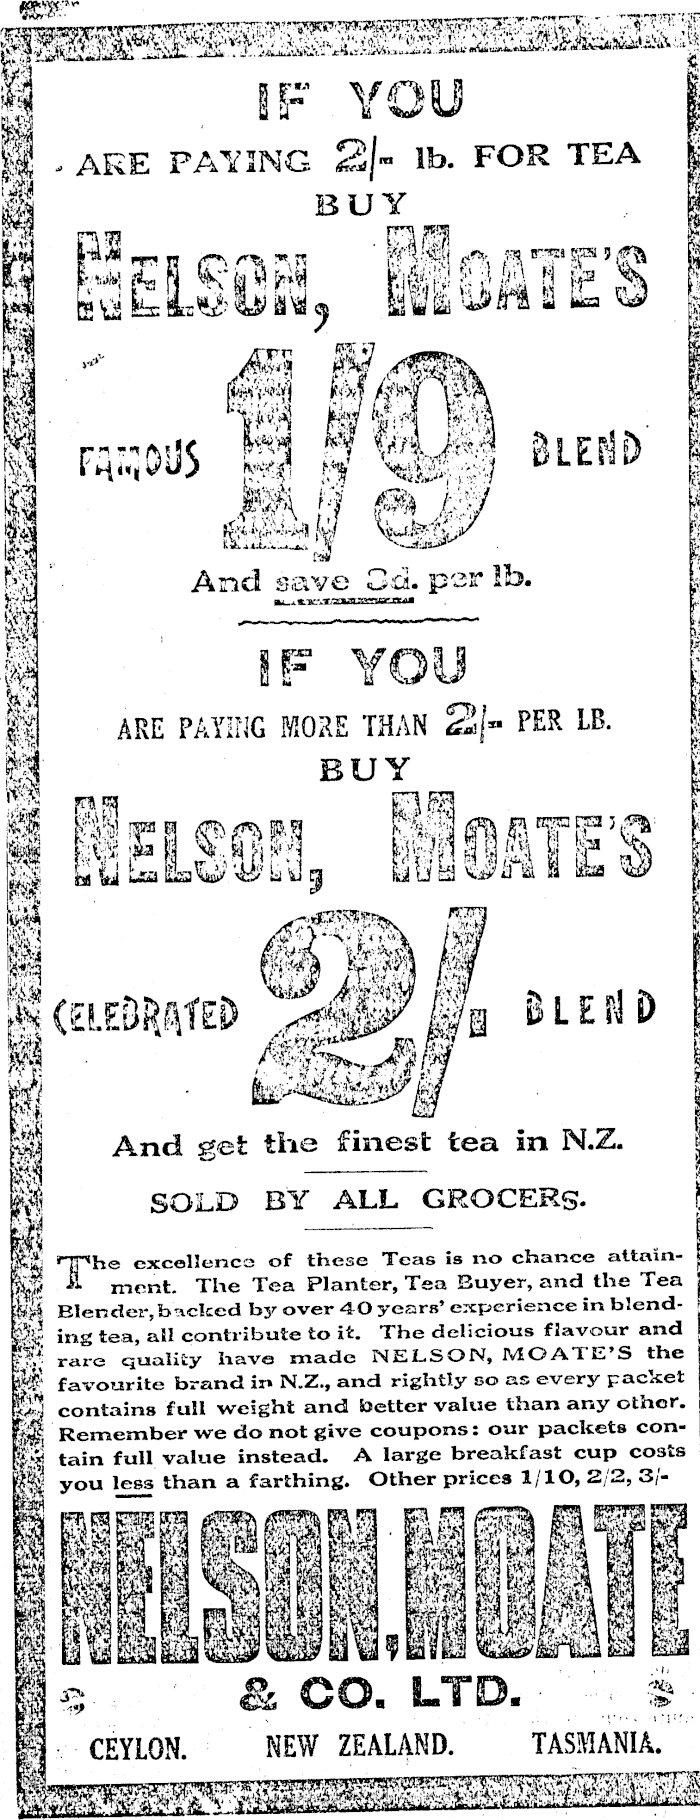 IF YOU
ARE PAYING 2/- lb. FOR TEA
BUY
NELSON, MOATE'S
FAMOUS 1/9 BLEND
And save 3d. per lb.
IF YOU
ARE PAYING MORE THAN 2/- PER LB.
BUY
NELSON, MOATE'S
CELEBRATED 2/- BLEND
And get the finest tea in N.Z.
SOLD BY ALL GROCERS.
The excellence of these Teas is no chance attain-
ment. The Tea Planter, Tea Buyer, and the Tea
Blender, backed by over 40 years' experience in blend-
ing tea, all contribute to it. The delicious flavour and
rare quality have made NELSON, MOATE'S the
favourite brand in N.Z., and rightly so as every packet
contains full weight and better value than any other.
Remember we do not give coupons: our packets con-
tain full value instead. A large breakfast cup costs
you less than a farthing. Other prices 1/10, 2/2, 3/-
NELSON, MOATE
& CO. LTD.
CEYLON. NEW ZEALAND. TASMANIA.